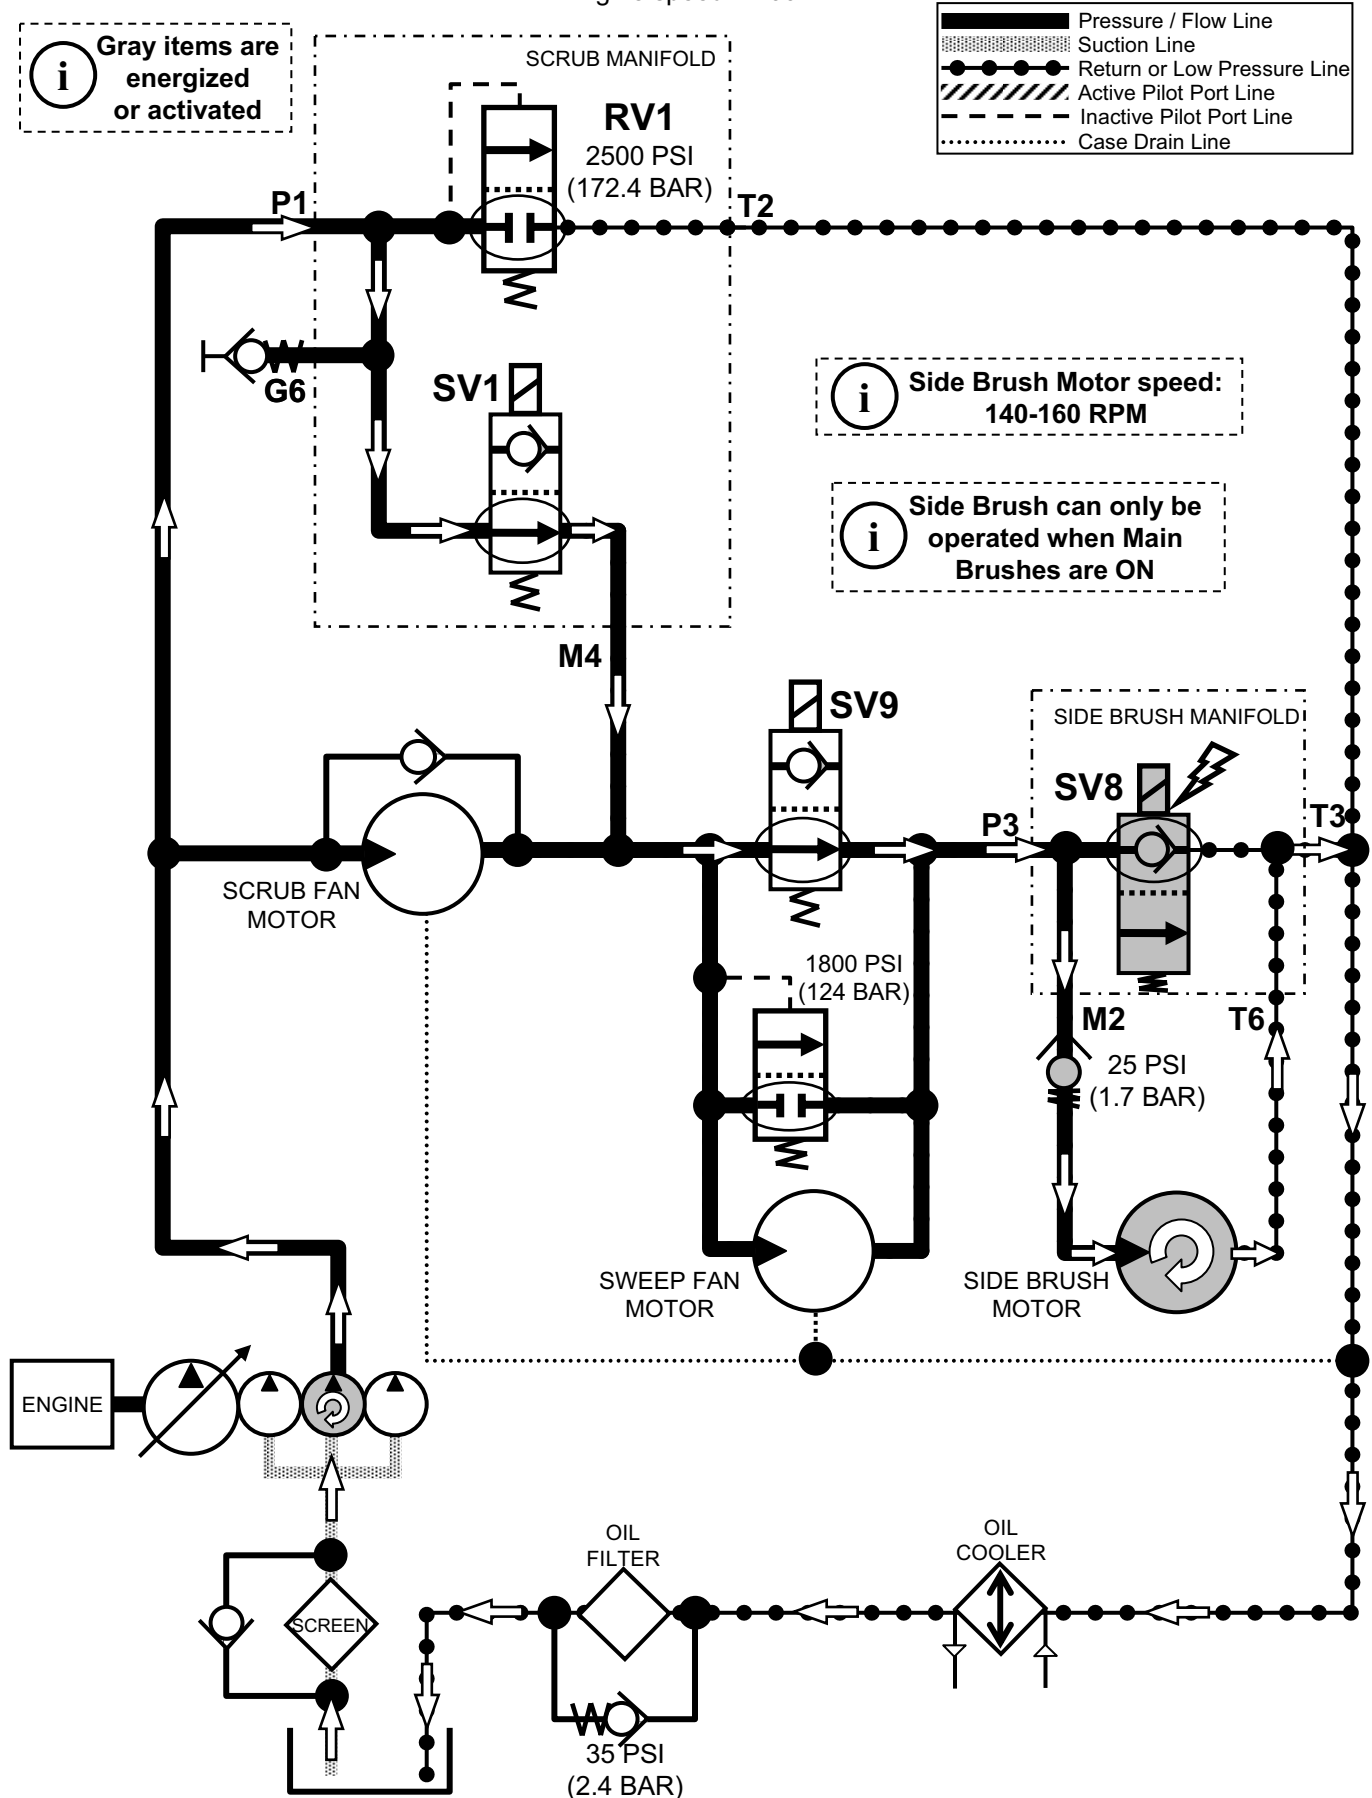 Pressure / Flow Line
Suction Line
Return or Low Pressure Line
Active Pilot Port Line
Inactive Pilot Port Line
Case Drain Line
i
Gray items are
energized
or activated
SCRUB MANIFOLD
RV1
2500 PSI
(172.4 BAR)
P1
T2
G6
SV1
i
Side Brush Motor speed:
140-160 RPM
i
Side Brush can only be
operated when Main
Brushes are ON
M4
SV9
SIDE BRUSH MANIFOLD
SV8
P3
T3
SCRUB FAN
MOTOR
1800 PSI
(124 BAR)
M2
T6
25 PSI
(1.7 BAR)
SWEEP FAN
MOTOR
SIDE BRUSH
MOTOR
ENGINE
OIL
FILTER
OIL
COOLER
SCREEN
35 PSI
(2.4 BAR)